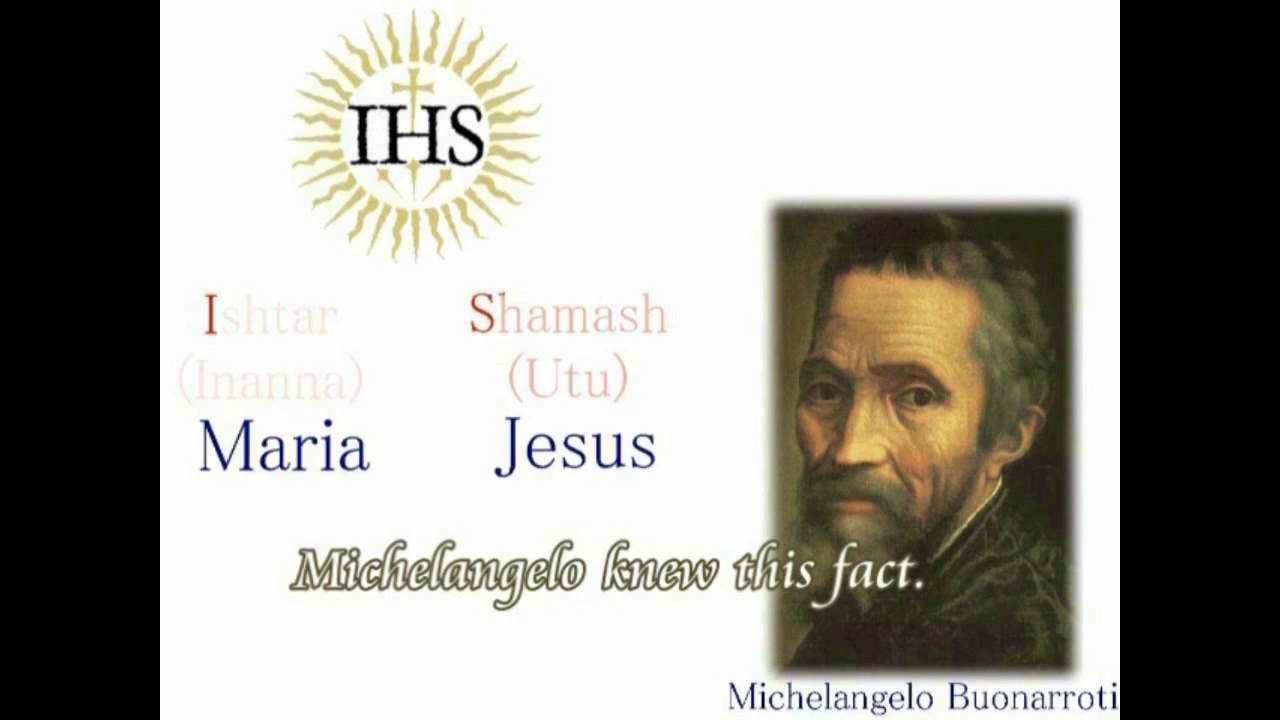 IHS
Ishtar Shamash
(Inanna) (Utu)
Maria Jesus
Michelangelo knew this fact.
Michelangelo Buonarroti